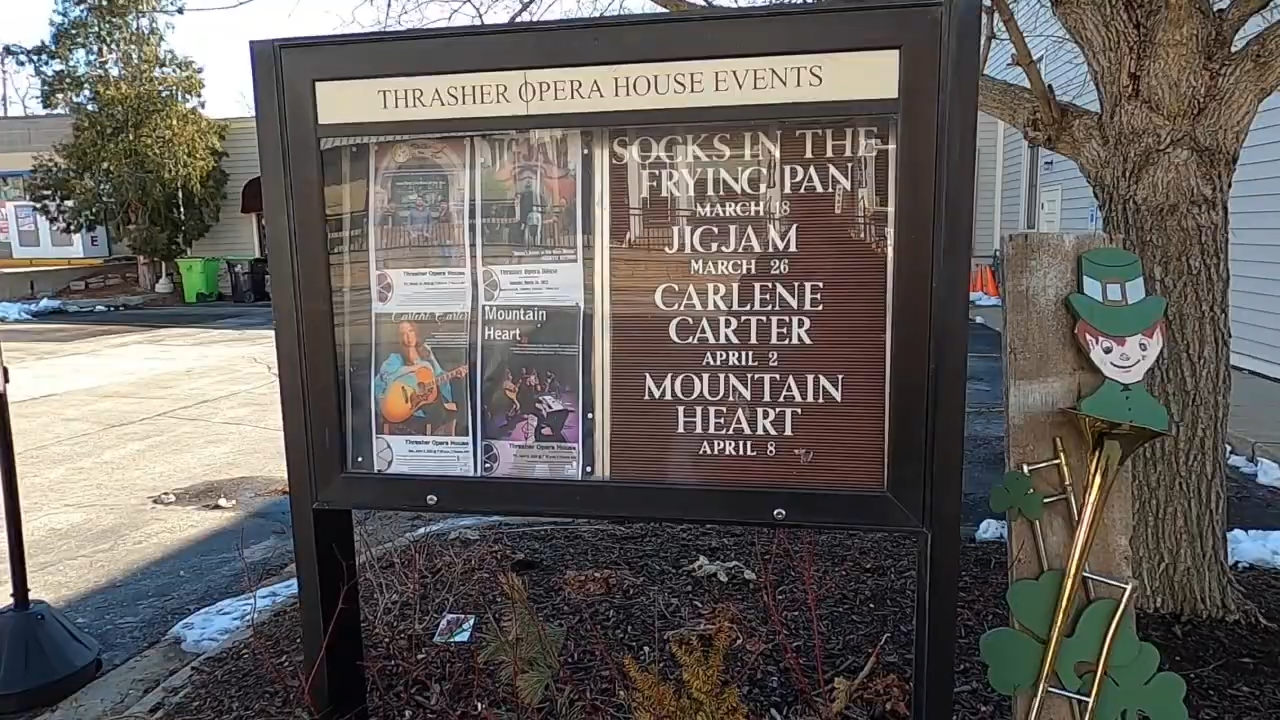 THRASHER OPERA HOUSE EVENTS
SOCKS IN THE
FRYING PAN
MARCH 18
JIGJAM
MARCH 26
CARLENE
CARTER
APRIL 2
MOUNTAIN
HEART
APRIL 8
JIGJAM
Thrasher Opera House
Thrasher Opera House
Carlene Carter
Mountain
Heart
Thrasher Opera House
Thrasher Opera House
E